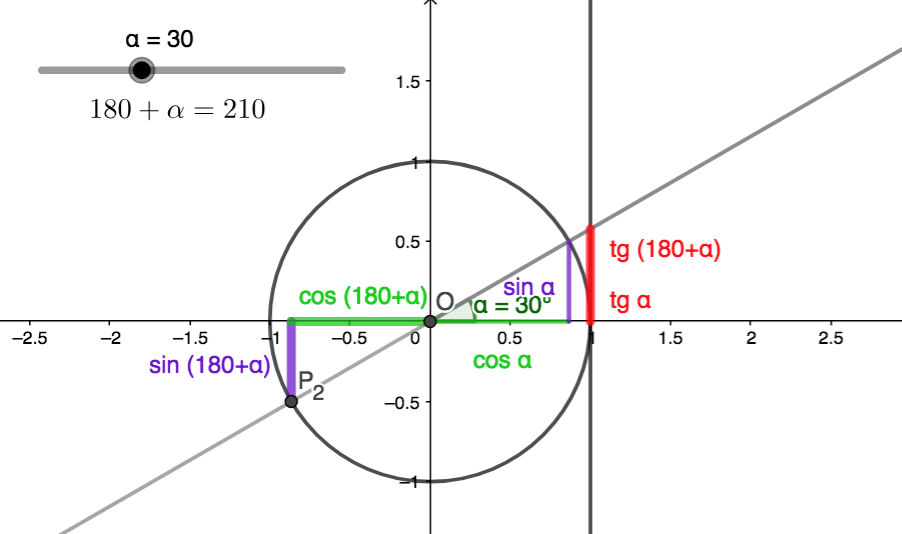 α = 30
180 + α = 210
1.5
1
0.5
tg (180+α)
sin α
cos (180+α)
O
α = 30°
tg α
−2.5
−2
−1.5
−1
−0.5
0
0.5
1
1.5
2
2.5
sin (180+α)
cos α
P2
−0.5
−1